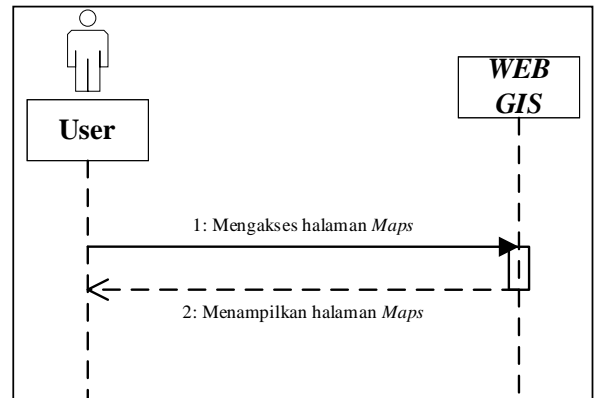 WEB
GIS
User
1: Mengakses halaman Maps
2: Menampilkan halaman Maps